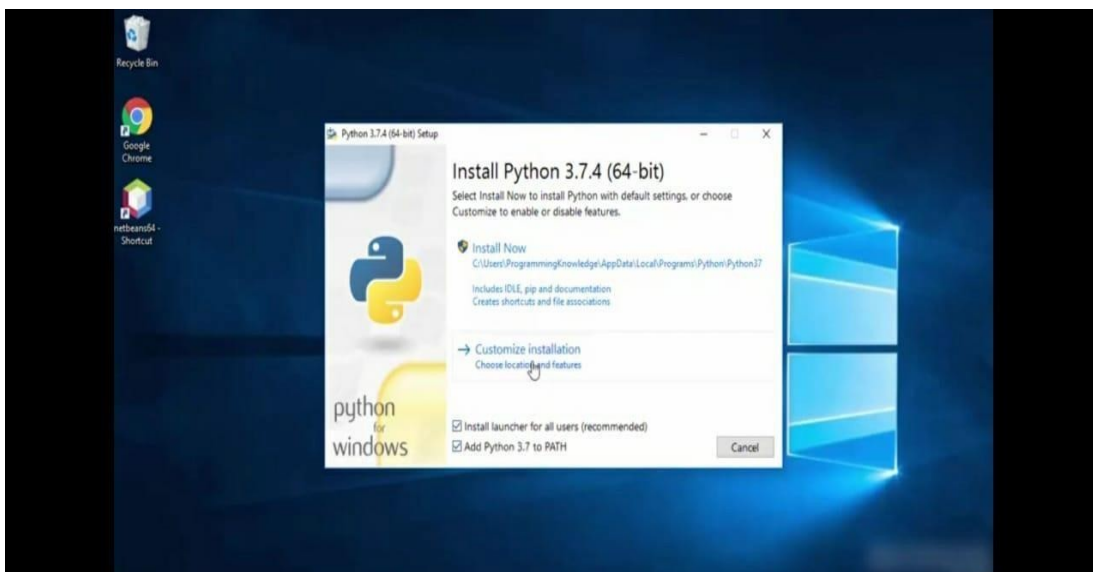 Recycle Bin
Google
Chrome
netbeans64 -
Shortcut
Python 3.7.4 (64-bit) Setup
Install Python 3.7.4 (64-bit)
Select Install Now to install Python with default settings, or choose
Customize to enable or disable features.
Install Now
C:\Users\ProgrammingKnowledge\AppData\Local\Programs\Python\Python37
Includes IDLE, pip and documentation
Creates shortcuts and file associations
Customize installation
Choose location and features
python
for
windows
Install launcher for all users (recommended)
Add Python 3.7 to PATH
Cancel